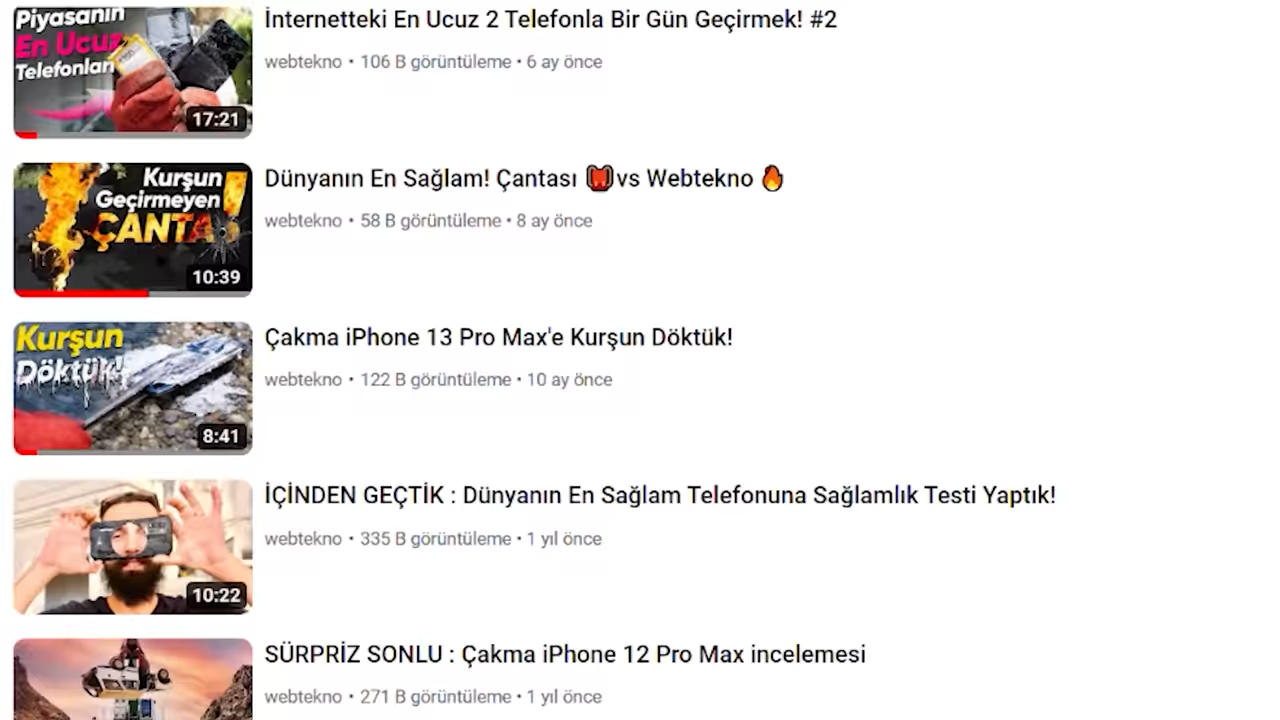 Piyasanın
En Ucuz
Telefonları
17:21
İnternetteki En Ucuz 2 Telefonla Bir Gün Geçirmek! #2
webtekno • 106 B görüntüleme • 6 ay önce
Kurşun
Geçirmeyen
ÇANTA!
10:39
Dünyanın En Sağlam! Çantası 🎒vs Webtekno 🔥
webtekno • 58 B görüntüleme • 8 ay önce
Kurşun
Döktük!
8:41
Çakma iPhone 13 Pro Max'e Kurşun Döktük!
webtekno • 122 B görüntüleme • 10 ay önce
10:22
İÇİNDEN GEÇTİK : Dünyanın En Sağlam Telefonuna Sağlamlık Testi Yaptık!
webtekno • 335 B görüntüleme • 1 yıl önce
SÜRPRİZ SONLU : Çakma iPhone 12 Pro Max incelemesi
webtekno • 271 B görüntüleme • 1 yıl önce